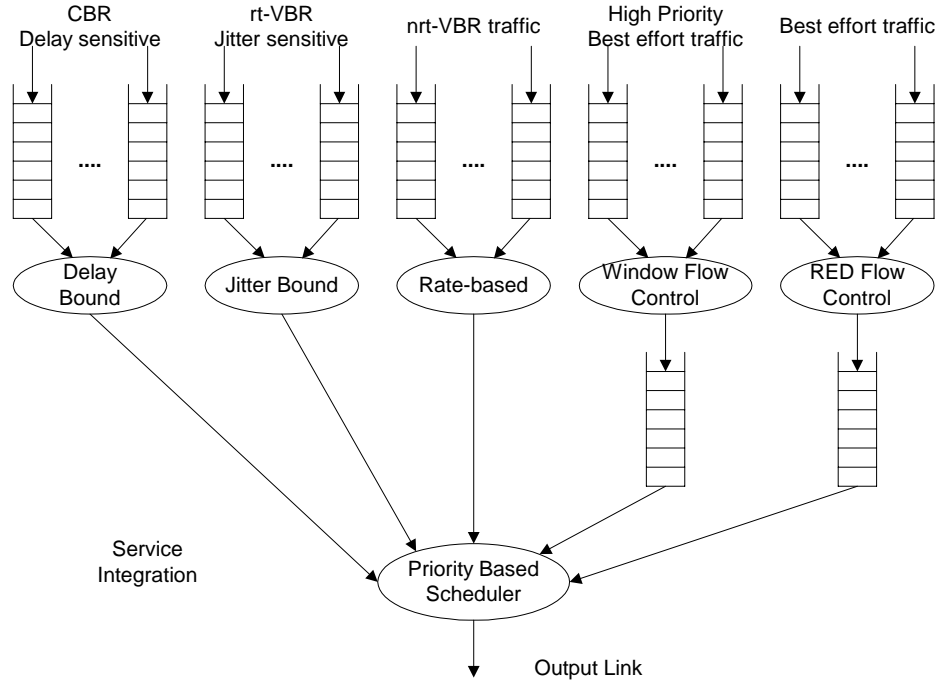 CBR
Delay sensitive
rt-VBR
Jitter sensitive
nrt-VBR traffic
High Priority
Best effort traffic
Best effort traffic
....
....
....
....
....
Delay
Bound
Jitter Bound
Rate-based
Window Flow
Control
RED Flow
Control
Service
Integration
Priority Based
Scheduler
Output Link